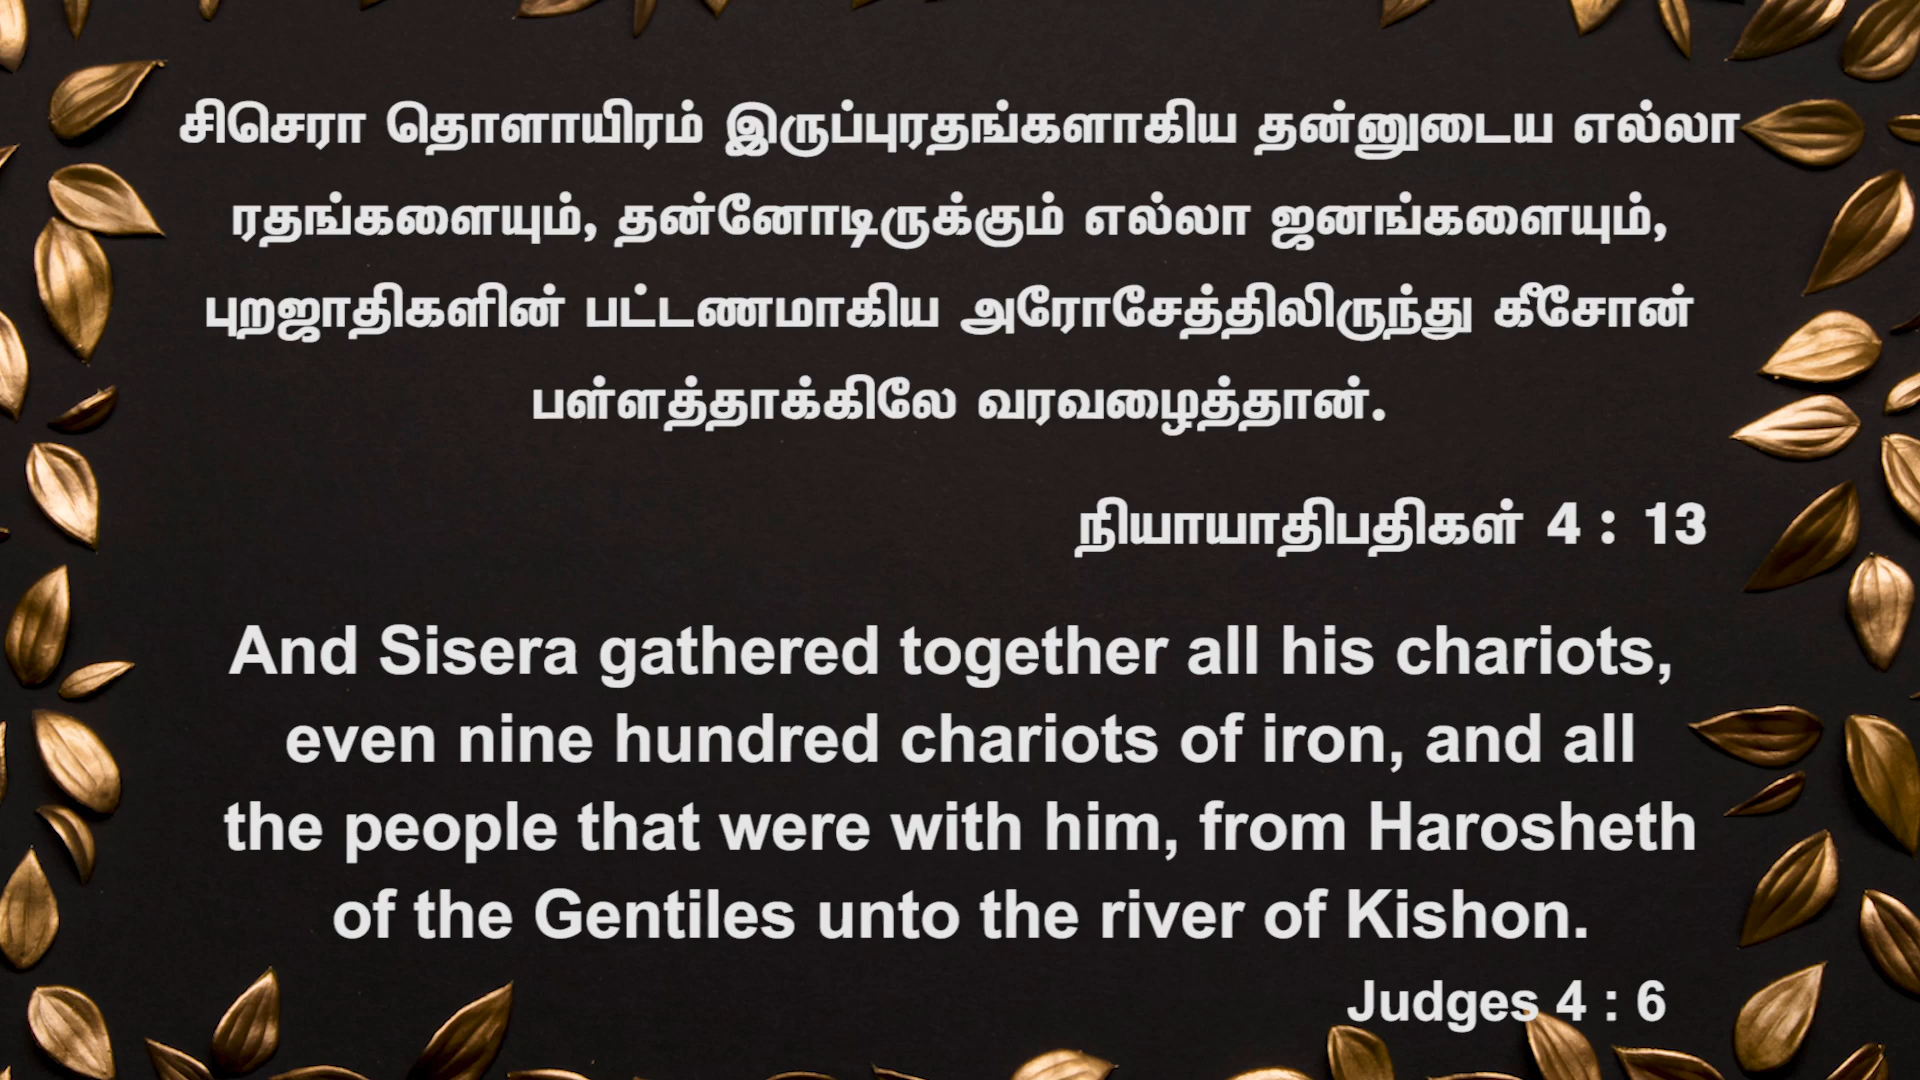 சிசெரா தொளாயிரம் இருப்புரதங்களாகிய தன்னுடைய எல்லா
ரதங்களையும், தன்னோடிருக்கும் எல்லா ஜனங்களையும்,
புறஜாதிகளின் பட்டணமாகிய அரோசேத்திலிருந்து கீசோன்
பள்ளத்தாக்கிலே வரவழைத்தான்.
நியாயாதிபதிகள் 4 : 13
And Sisera gathered together all his chariots,
even nine hundred chariots of iron, and all
the people that were with him, from Harosheth
of the Gentiles unto the river of Kishon.
Judges 4 : 6